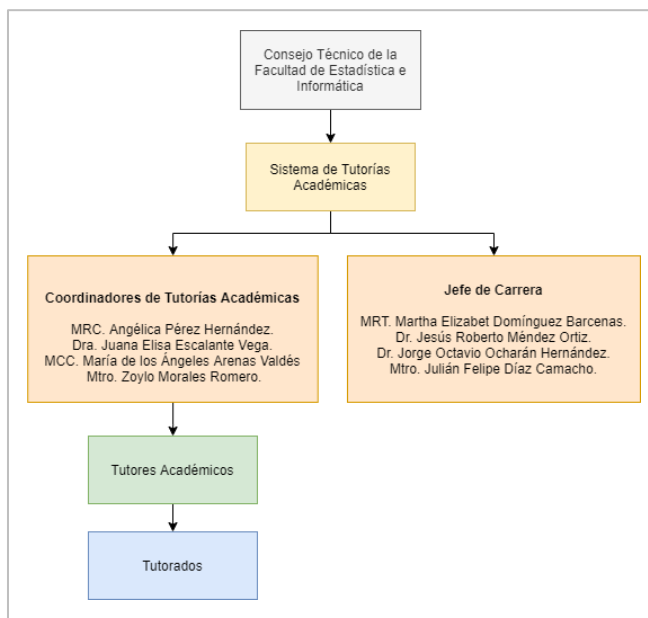 Consejo Técnico de la
Facultad de Estadística e
Informática
Sistema de Tutorías
Académicas
Coordinadores de Tutorías Académicas
MRC. Angélica Pérez Hernández.
Dra. Juana Elisa Escalante Vega.
MCC. María de los Ángeles Arenas Valdés
Mtro. Zoylo Morales Romero.
Jefe de Carrera
MRT. Martha Elizabet Domínguez Barcenas.
Dr. Jesús Roberto Méndez Ortiz.
Dr. Jorge Octavio Ocharán Hernández.
Mtro. Julián Felipe Díaz Camacho.
Tutores Académicos
Tutorados